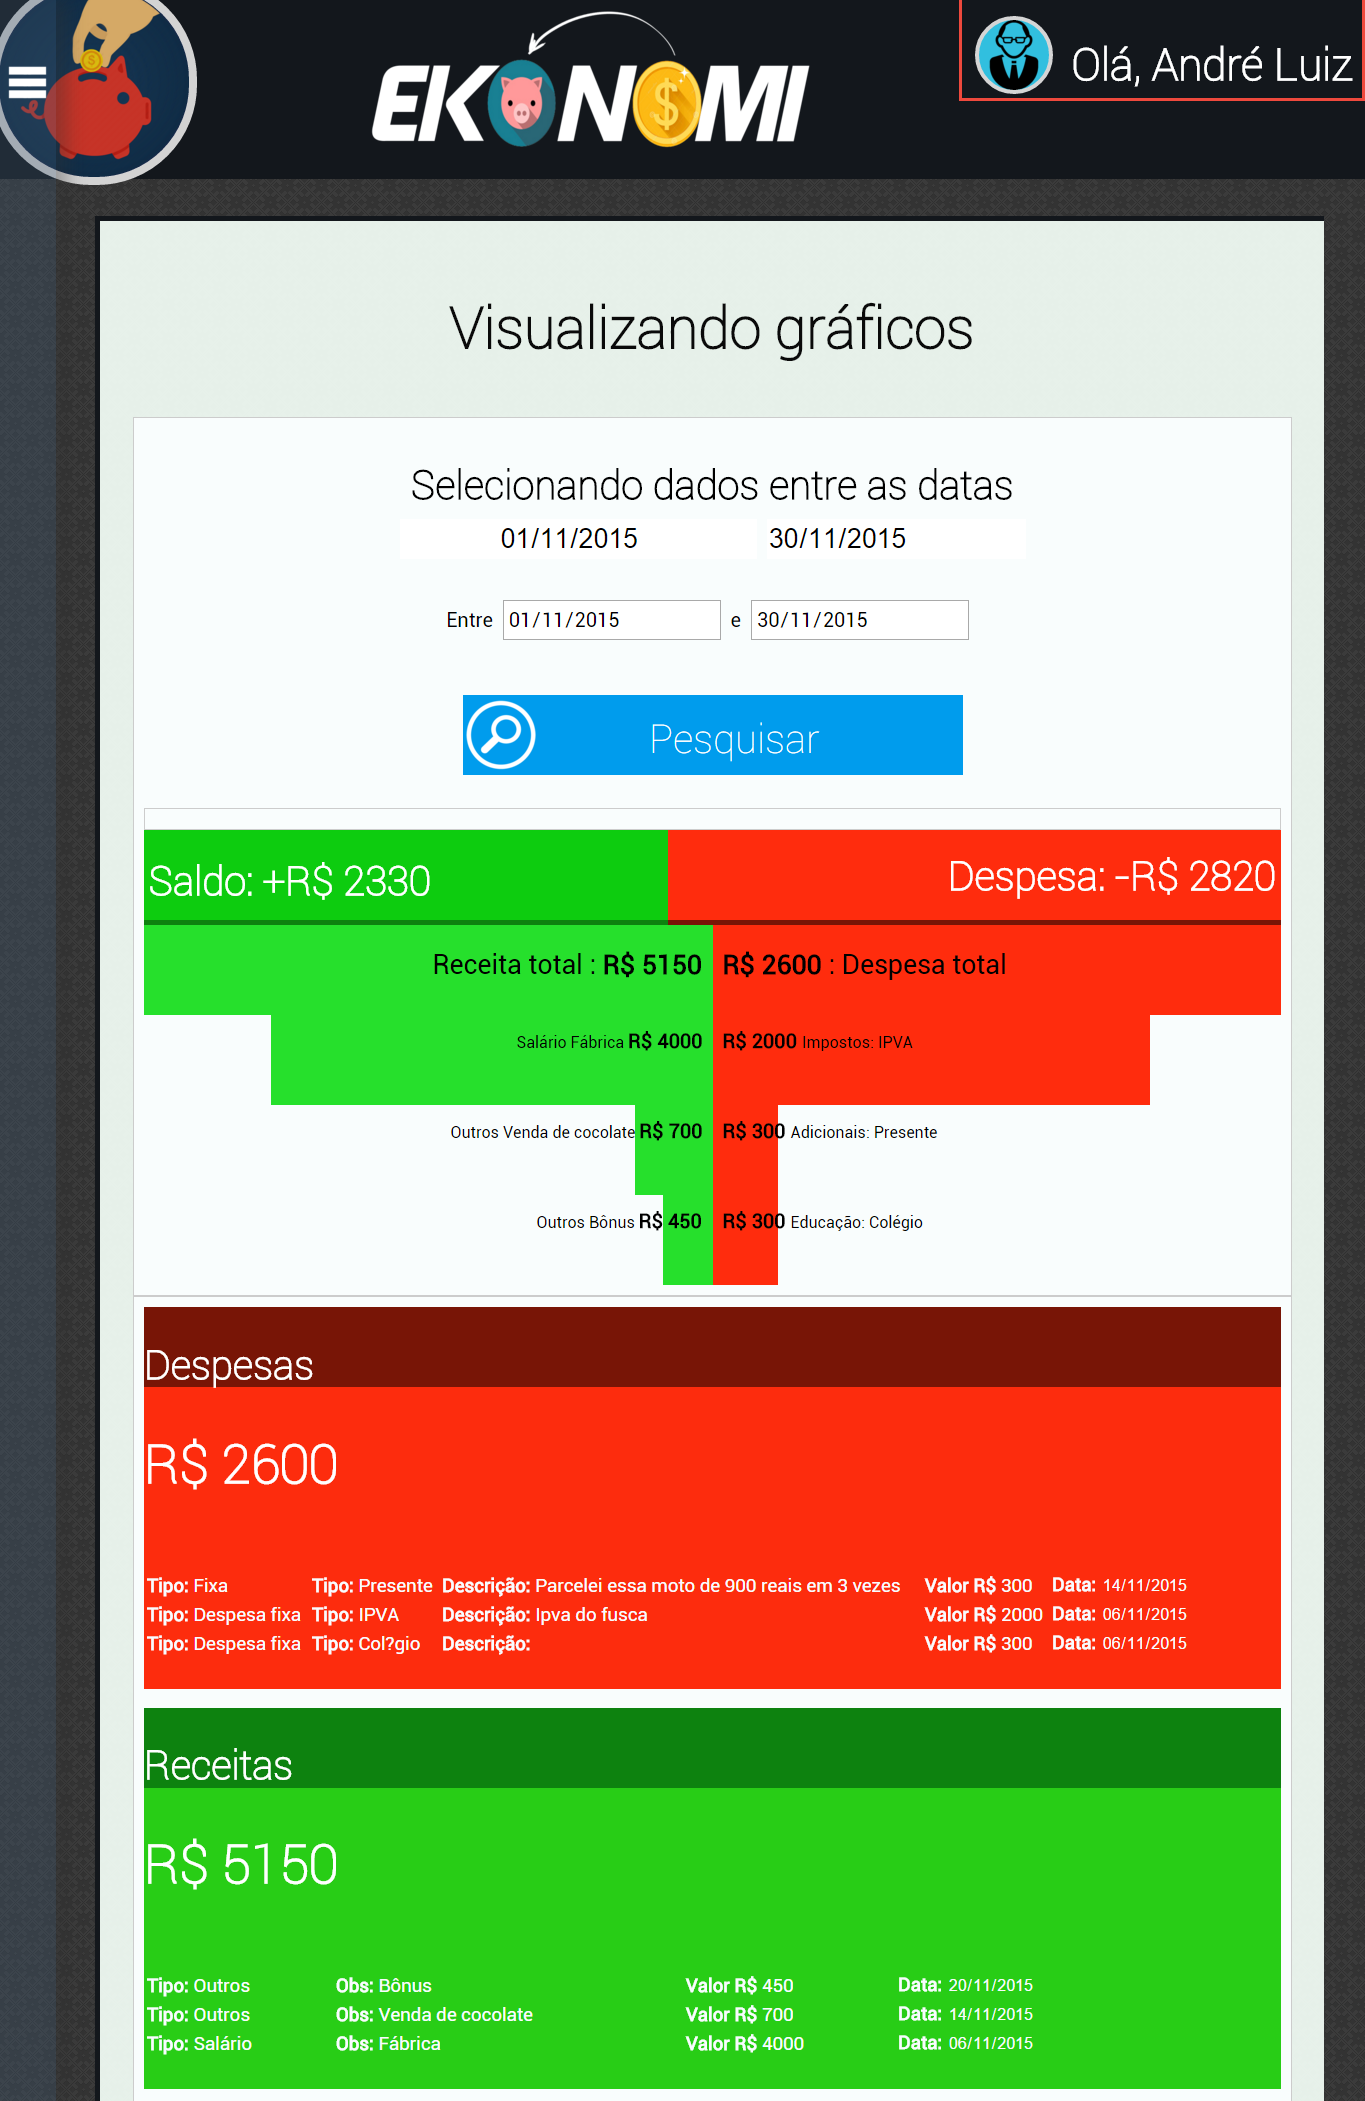 EKONOMI
Olá, André Luiz
Visualizando gráficos
Selecionando dados entre as datas
01/11/2015 30/11/2015
Entre 01/11/2015 e 30/11/2015
Pesquisar
Saldo: +R$ 2330 Despesa: -R$ 2820
Receita total : R$ 5150 R$ 2600 : Despesa total
Salário Fábrica R$ 4000 R$ 2000 Impostos: IPVA
Outros Venda de cocolate R$ 700 R$ 300 Adicionais: Presente
Outros Bônus R$ 450 R$ 300 Educação: Colégio
Despesas
R$ 2600
Tipo: Fixa Tipo: Presente Descrição: Parcelei essa moto de 900 reais em 3 vezes Valor R$ 300 Data: 14/11/2015
Tipo: Despesa fixa Tipo: IPVA Descrição: Ipva do fusca Valor R$ 2000 Data: 06/11/2015
Tipo: Despesa fixa Tipo: Col?gio Descrição: Valor R$ 300 Data: 06/11/2015
Receitas
R$ 5150
Tipo: Outros Obs: Bônus Valor R$ 450 Data: 20/11/2015
Tipo: Outros Obs: Venda de cocolate Valor R$ 700 Data: 14/11/2015
Tipo: Salário Obs: Fábrica Valor R$ 4000 Data: 06/11/2015